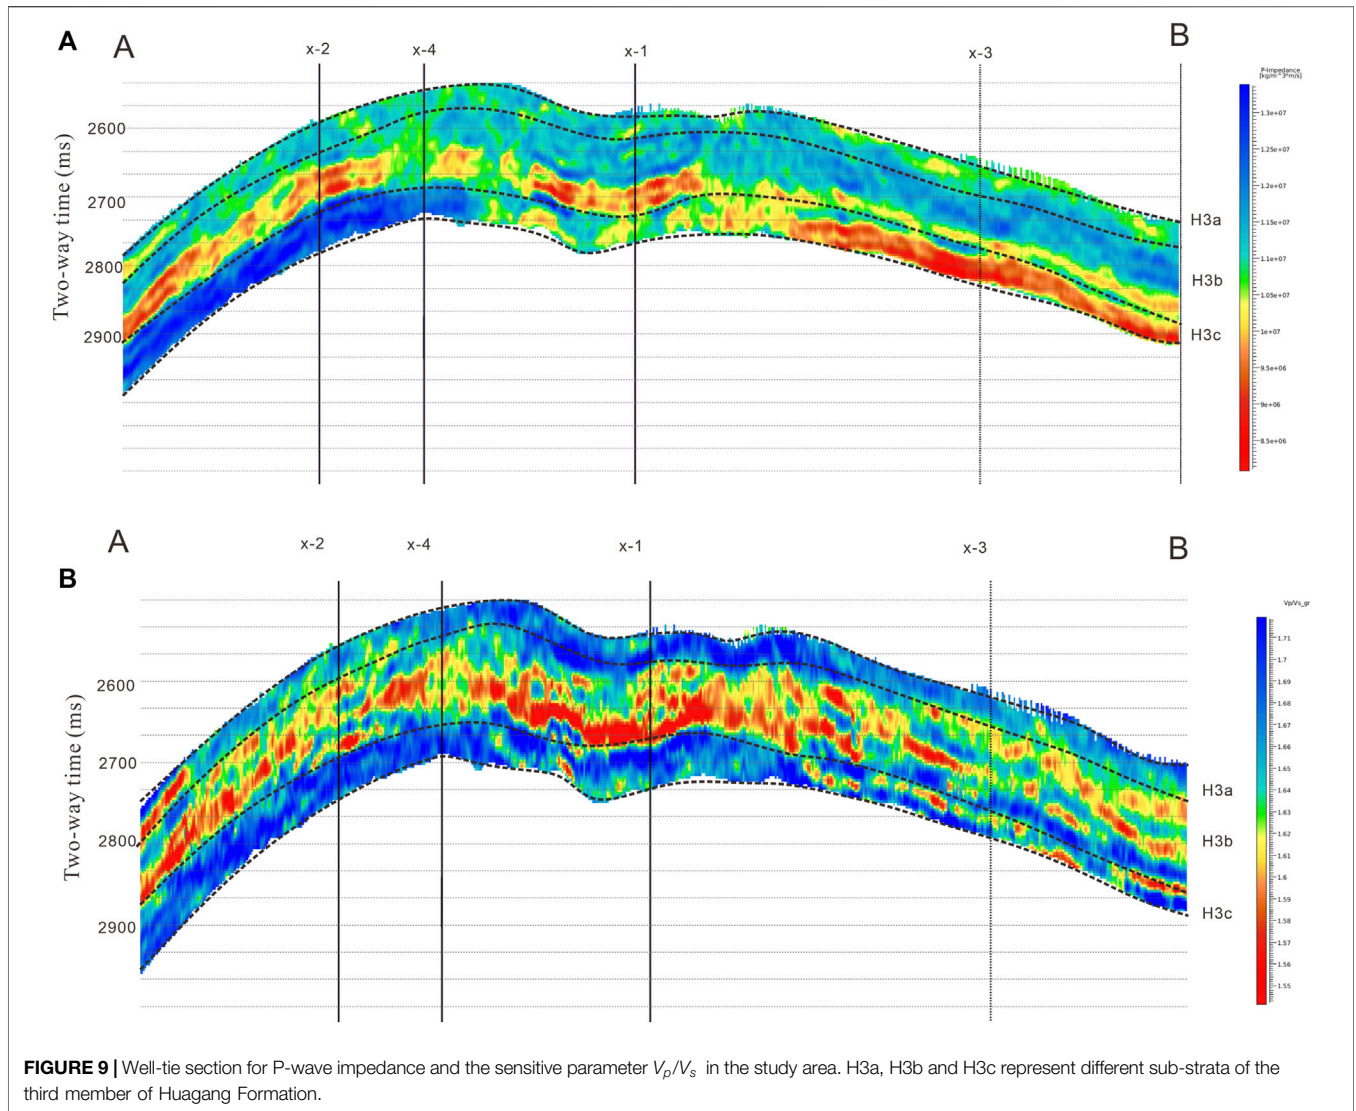 A
A
B
x-2
x-4
x-1
x-3
P-Impedance
[kg/m^3*m/s]
Two-way time (ms)
2600
2700
2800
2900
H3a
H3b
H3c
1.3e+07
1.25e+07
1.2e+07
1.15e+07
1.1e+07
1.05e+07
1e+07
9.5e+06
9e+06
8.5e+06
A
B
B
x-2
x-4
x-1
x-3
Vp/Vs_gr
Two-way time (ms)
2600
2700
2800
2900
H3a
H3b
H3c
1.71
1.7
1.69
1.68
1.67
1.66
1.65
1.64
1.63
1.62
1.61
1.6
1.59
1.58
1.57
1.56
1.55
FIGURE 9 | Well-tie section for P-wave impedance and the sensitive parameter Vp/Vs in the study area. H3a, H3b and H3c represent different sub-strata of the
third member of Huagang Formation.